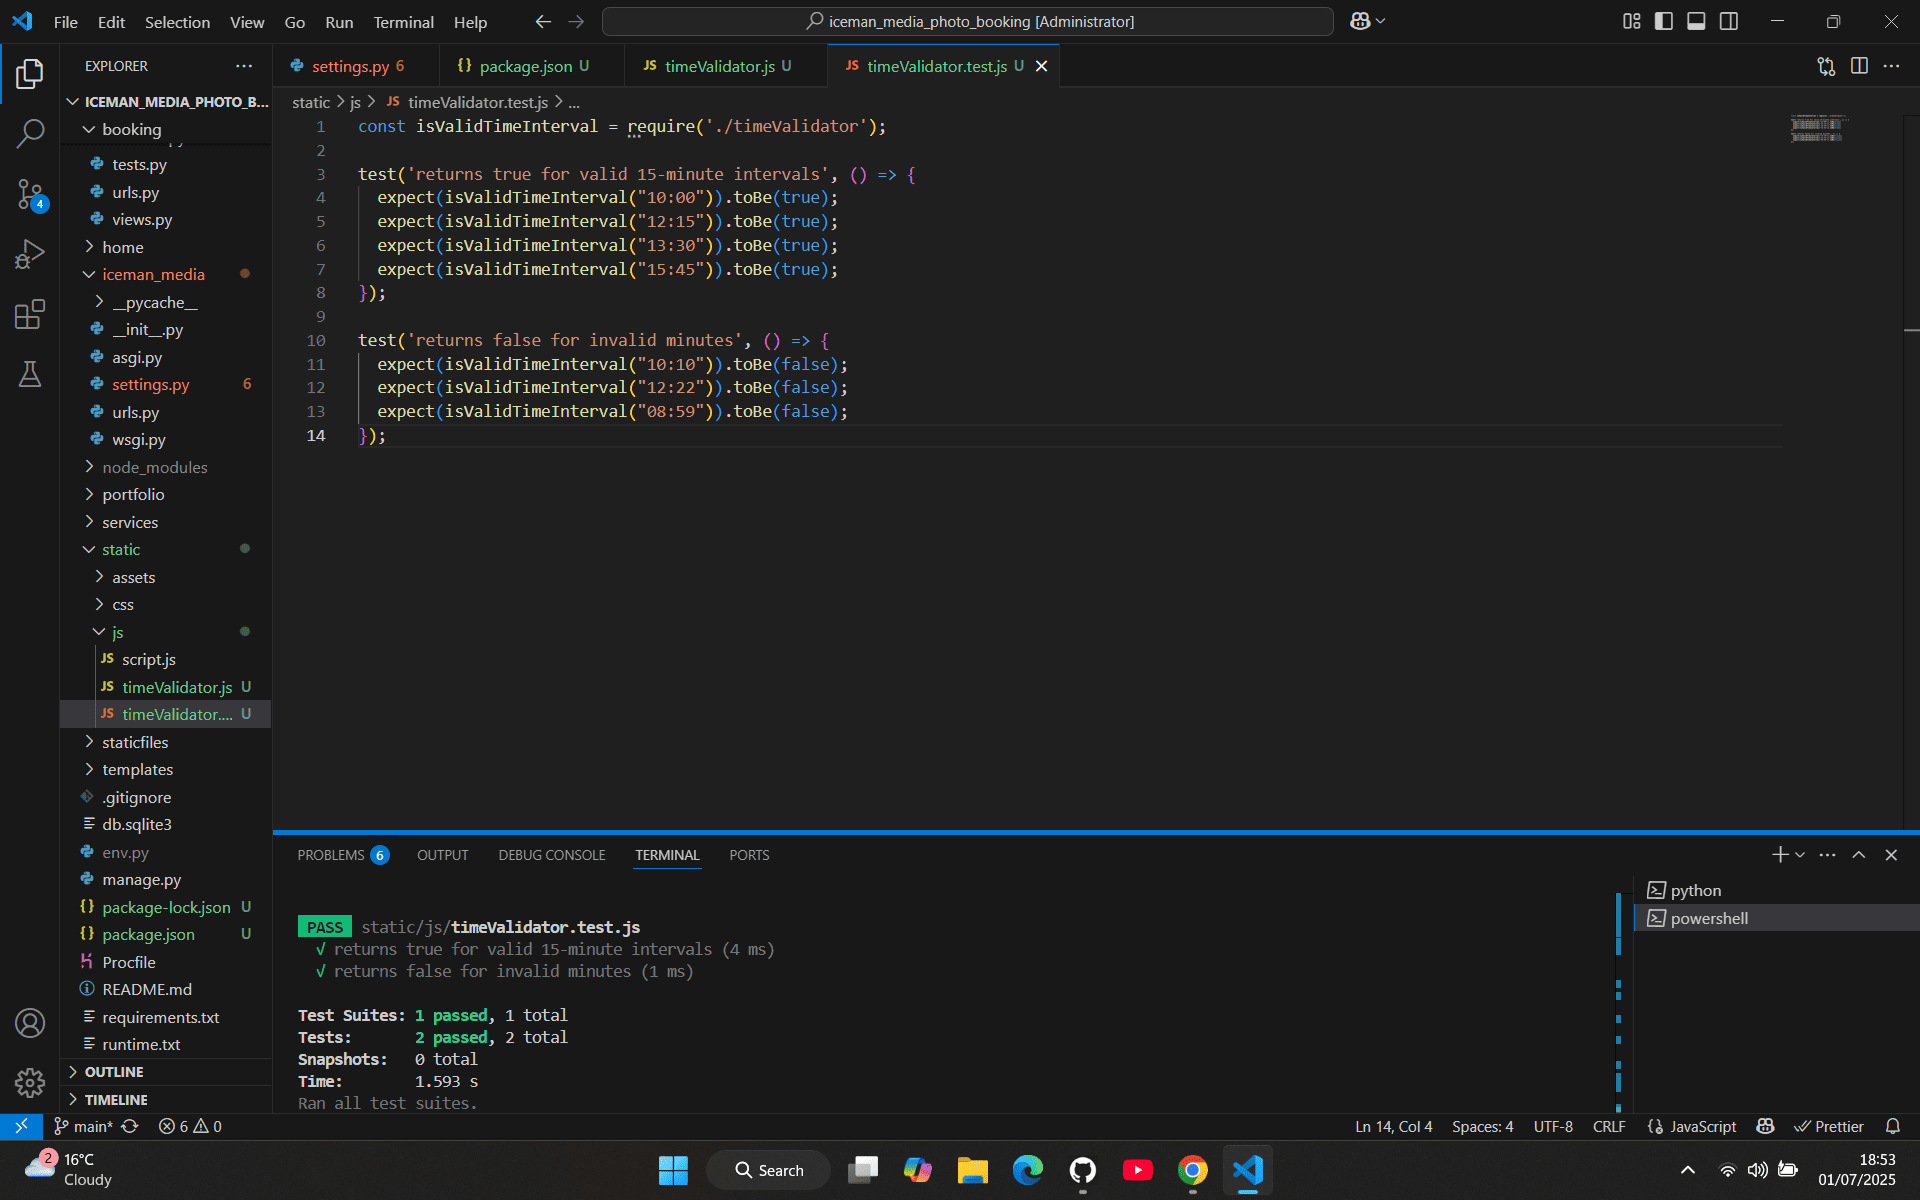 File Edit Selection View Go Run Terminal Help
iceman_media_photo_booking [Administrator]
EXPLORER
ICEMAN_MEDIA_PHOTO_B...
booking
tests.py
urls.py
views.py
home
iceman_media
__pycache__
__init__.py
asgi.py
settings.py 6
urls.py
wsgi.py
node_modules
portfolio
services
static
assets
css
js
JS script.js
JS timeValidator.js U
JS timeValidator.... U
staticfiles
templates
.gitignore
db.sqlite3
env.py
manage.py
{} package-lock.json U
{} package.json U
Procfile
README.md
requirements.txt
runtime.txt
OUTLINE
TIMELINE
4
settings.py 6
{} package.json U
JS timeValidator.js U
JS timeValidator.test.js U
static > js > JS timeValidator.test.js > ...
1 const isValidTimeInterval = require('./timeValidator');
2
3 test('returns true for valid 15-minute intervals', () => {
4 expect(isValidTimeInterval("10:00")).toBe(true);
5 expect(isValidTimeInterval("12:15")).toBe(true);
6 expect(isValidTimeInterval("13:30")).toBe(true);
7 expect(isValidTimeInterval("15:45")).toBe(true);
8 });
9
10 test('returns false for invalid minutes', () => {
11 expect(isValidTimeInterval("10:10")).toBe(false);
12 expect(isValidTimeInterval("12:22")).toBe(false);
13 expect(isValidTimeInterval("08:59")).toBe(false);
14 });
PROBLEMS 6 OUTPUT DEBUG CONSOLE TERMINAL PORTS
PASS static/js/timeValidator.test.js
√ returns true for valid 15-minute intervals (4 ms)
√ returns false for invalid minutes (1 ms)
Test Suites: 1 passed, 1 total
Tests: 2 passed, 2 total
Snapshots: 0 total
Time: 1.593 s
Ran all test suites.
python
powershell
main* 6 0
Ln 14, Col 4 Spaces: 4 UTF-8 CRLF {} JavaScript Prettier
2
16°C
Cloudy
Search
18:53
01/07/2025